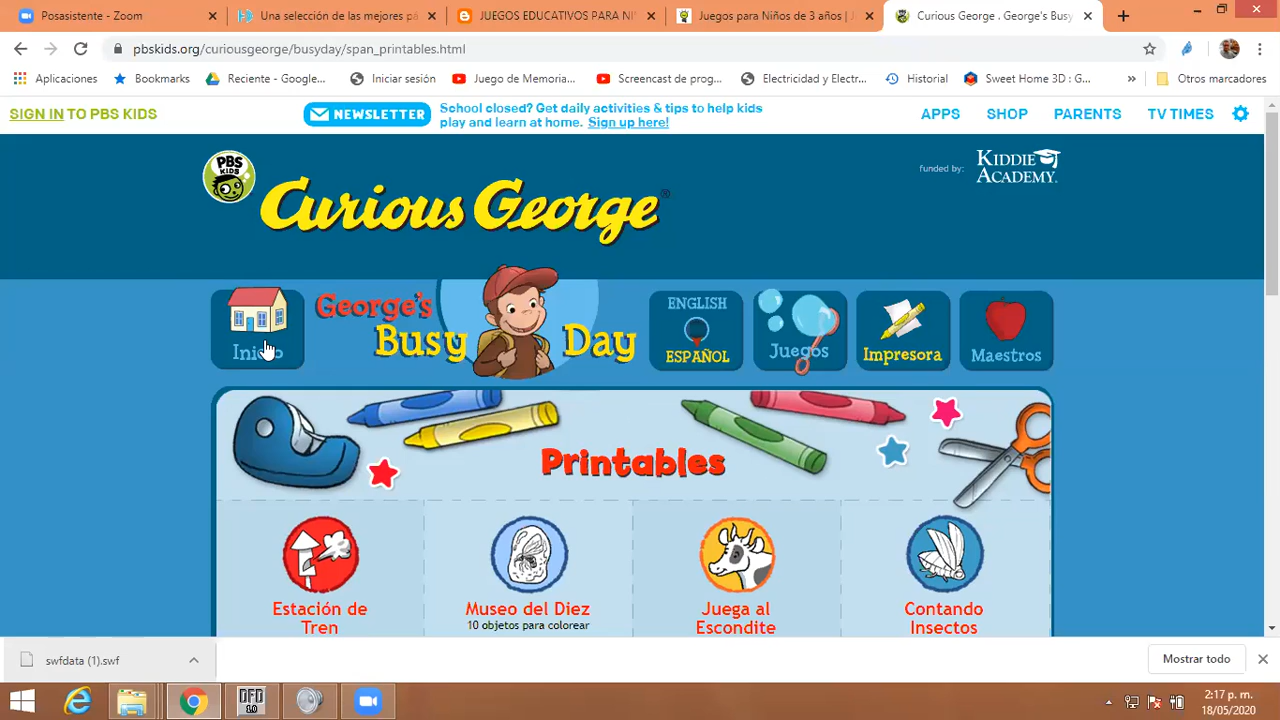 Posasistente - Zoom
Una selección de las mejores pá
JUEGOS EDUCATIVOS PARA NI
Juegos para Niños de 3 años | J
Curious George . George's Busy
pbskids.org/curiousgeorge/busyday/span_printables.html
Aplicaciones
Bookmarks
Reciente - Google...
Iniciar sesión
Juego de Memoria...
Screencast de prog...
Electricidad y Electr...
Historial
Sweet Home 3D : G...
»
Otros marcadores
SIGN IN TO PBS KIDS
NEWSLETTER
School closed? Get daily activities & tips to help kids
play and learn at home. Sign up here!
APPS
SHOP
PARENTS
TV TIMES
PBS
KIDS
Curious George®
funded by:
KIDDIE
ACADEMY.
Inicio
George's
Busy Day
ENGLISH
ESPAÑOL
Juegos
Impresora
Maestros
Printables
Estación de
Tren
Museo del Diez
10 objetos para colorear
Juega al
Escondite
Contando
Insectos
swfdata (1).swf
Mostrar todo
2:17 p. m.
18/05/2020